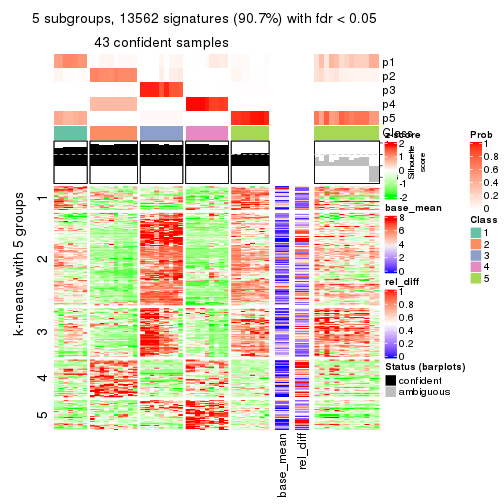 5 subgroups, 13562 signatures (90.7%) with fdr < 0.05
43 confident samples
p1
p2
p3
p4
p5
Class
Silhouette
score
k-means with 5 groups
1
2
3
4
5
base_mean
rel_diff
z-score
2
1
0
-1
-2
base_mean
8
6
4
2
0
rel_diff
1
0.8
0.6
0.4
0.2
0
Status (barplots)
confident
ambiguous
Prob
1
0.8
0.6
0.4
0.2
0
Class
1
2
3
4
5